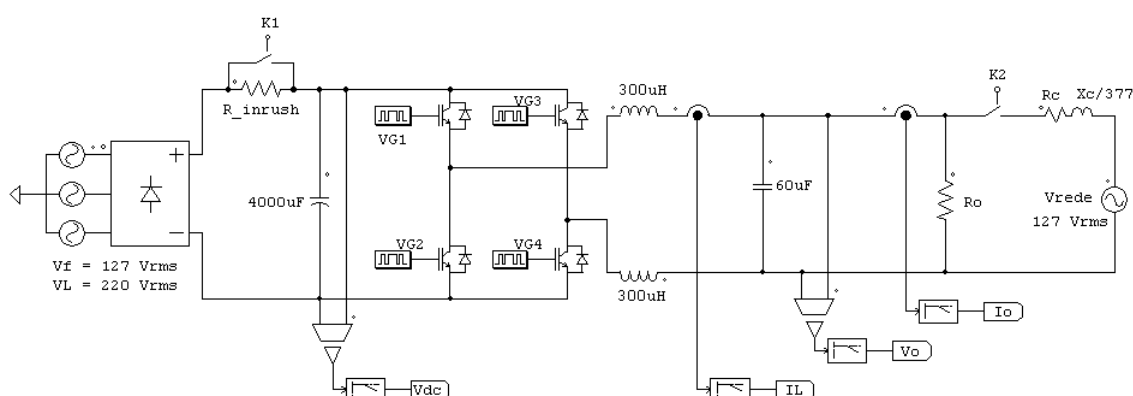 K1
R_inrush
+
−
Vf = 127 Vrms
VL = 220 Vrms
4000uF
VG1
VG3
VG2
VG4
300uH
300uH
60uF
K2
Rc
Xc/377
Ro
Vrede
127 Vrms
Io
Vo
Vdc
IL